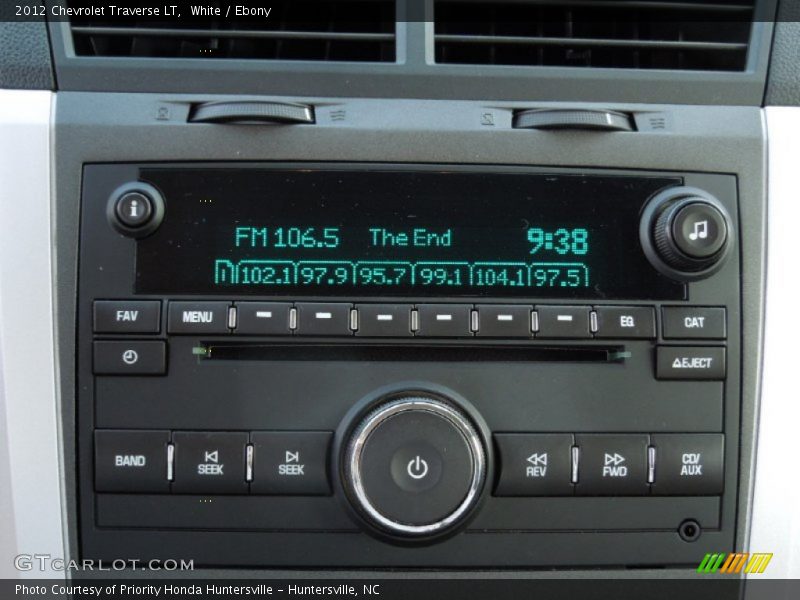 2012 Chevrolet Traverse LT, White / Ebony
i
FM 106.5 The End 9:38
102.1 97.9 95.7 99.1 104.1 97.5
FAV MENU EQ CAT
EJECT
BAND SEEK SEEK REV FWD CD/AUX
GTCARLOT.COM
Photo Courtesy of Priority Honda Huntersville – Huntersville, NC